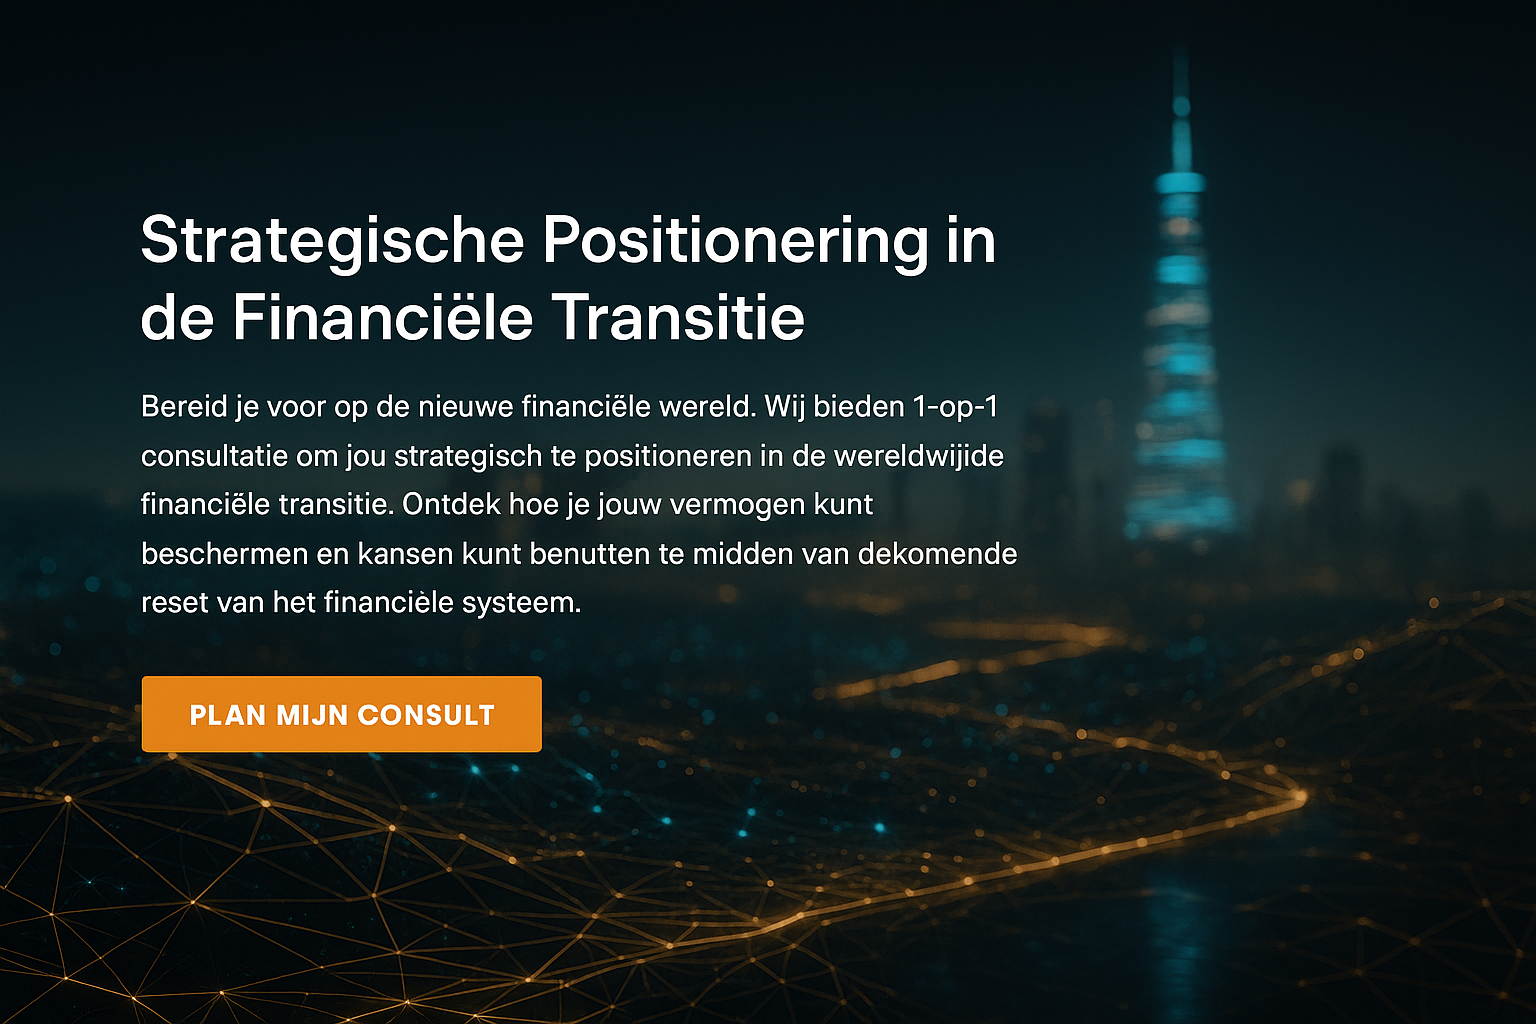 Strategische Positionering in
de Financiële Transitie
Bereid je voor op de nieuwe financiële wereld. Wij bieden 1-op-1
consultatie om jou strategisch te positioneren in de wereldwijide
financiële transitie. Ontdek hoe je jouw vermogen kunt
beschermen en kansen kunt benutten te midden van dekomende
reset van het financièle systeem.
PLAN MIJN CONSULT